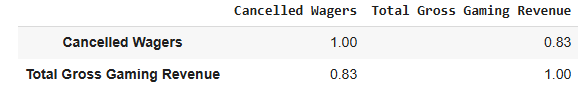 Cancelled Wagers Total Gross Gaming Revenue
Cancelled Wagers 1.00 0.83
Total Gross Gaming Revenue 0.83 1.00